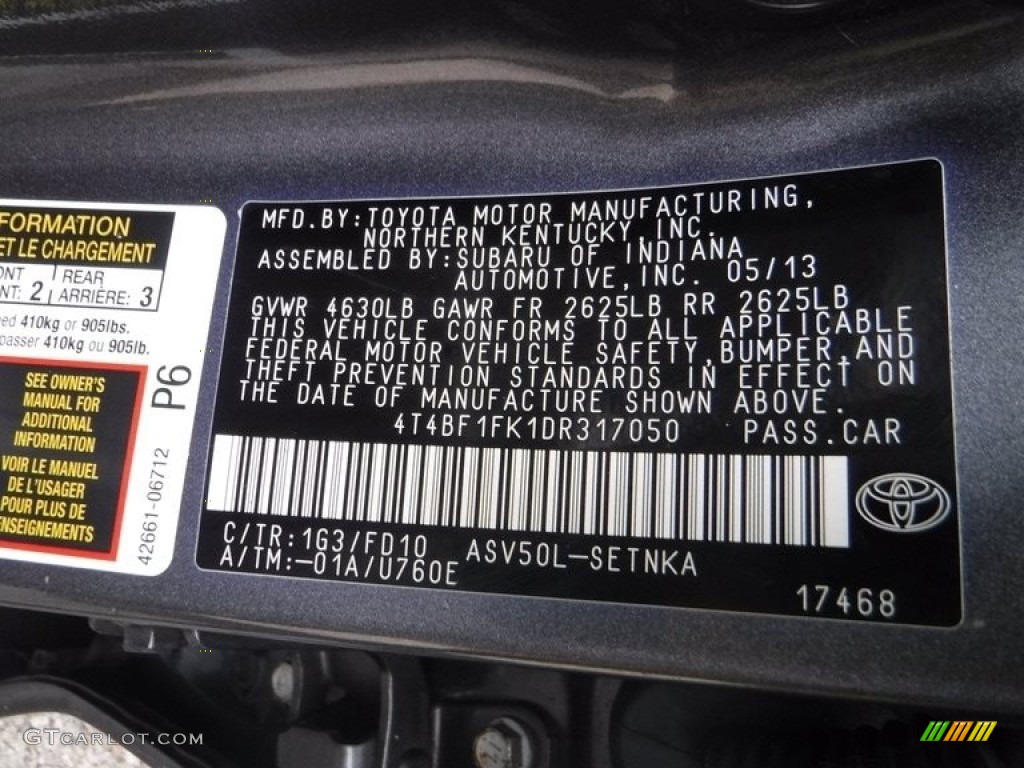 FORMATION
ET LE CHARGEMENT
REAR
2 ARRIÈRE: 3
410kg or 905lbs.
410kg ou 905lb.
SEE OWNER'S
MANUAL FOR
ADDITIONAL
INFORMATION
VOIR LE MANUEL
DE L'USAGER
POUR PLUS DE
P6
42661-06712
MFD.BY:TOYOTA MOTOR MANUFACTURING,
NORTHERN KENTUCKY,INC.
ASSEMBLED BY:SUBARU OF INDIANA
AUTOMOTIVE,INC. 05/13
GVWR 4630LB GAWR FR 2625LB RR 2625LB
THIS VEHICLE CONFORMS TO ALL APPLICABLE
FEDERAL MOTOR VEHICLE SAFETY,BUMPER,AND
THEFT PREVENTION STANDARDS IN EFFECT ON
THE DATE OF MANUFACTURE SHOWN ABOVE.
4T4BF1FK1DR317050 PASS.CAR
C/TR:1G3/FD10 ASV50L-SETNKA
A/TM:-01A/U760E
17468
GTCARLOT.COM